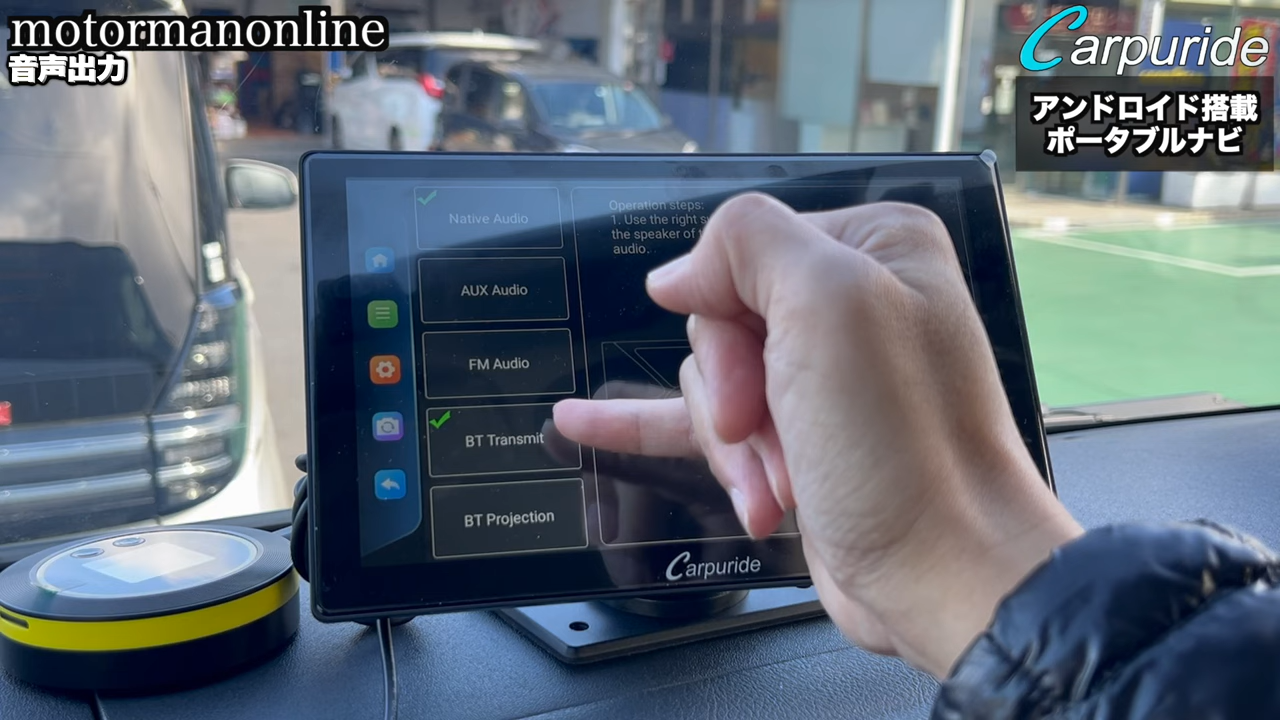 motormanonline
音声出力
Carpuride
アンドロイド搭載
ポータブルナビ
Native Audio
AUX Audio
FM Audio
BT Transmit
BT Projection
Operation steps:
1. Use the right
the speaker of
audio.
Carpuride